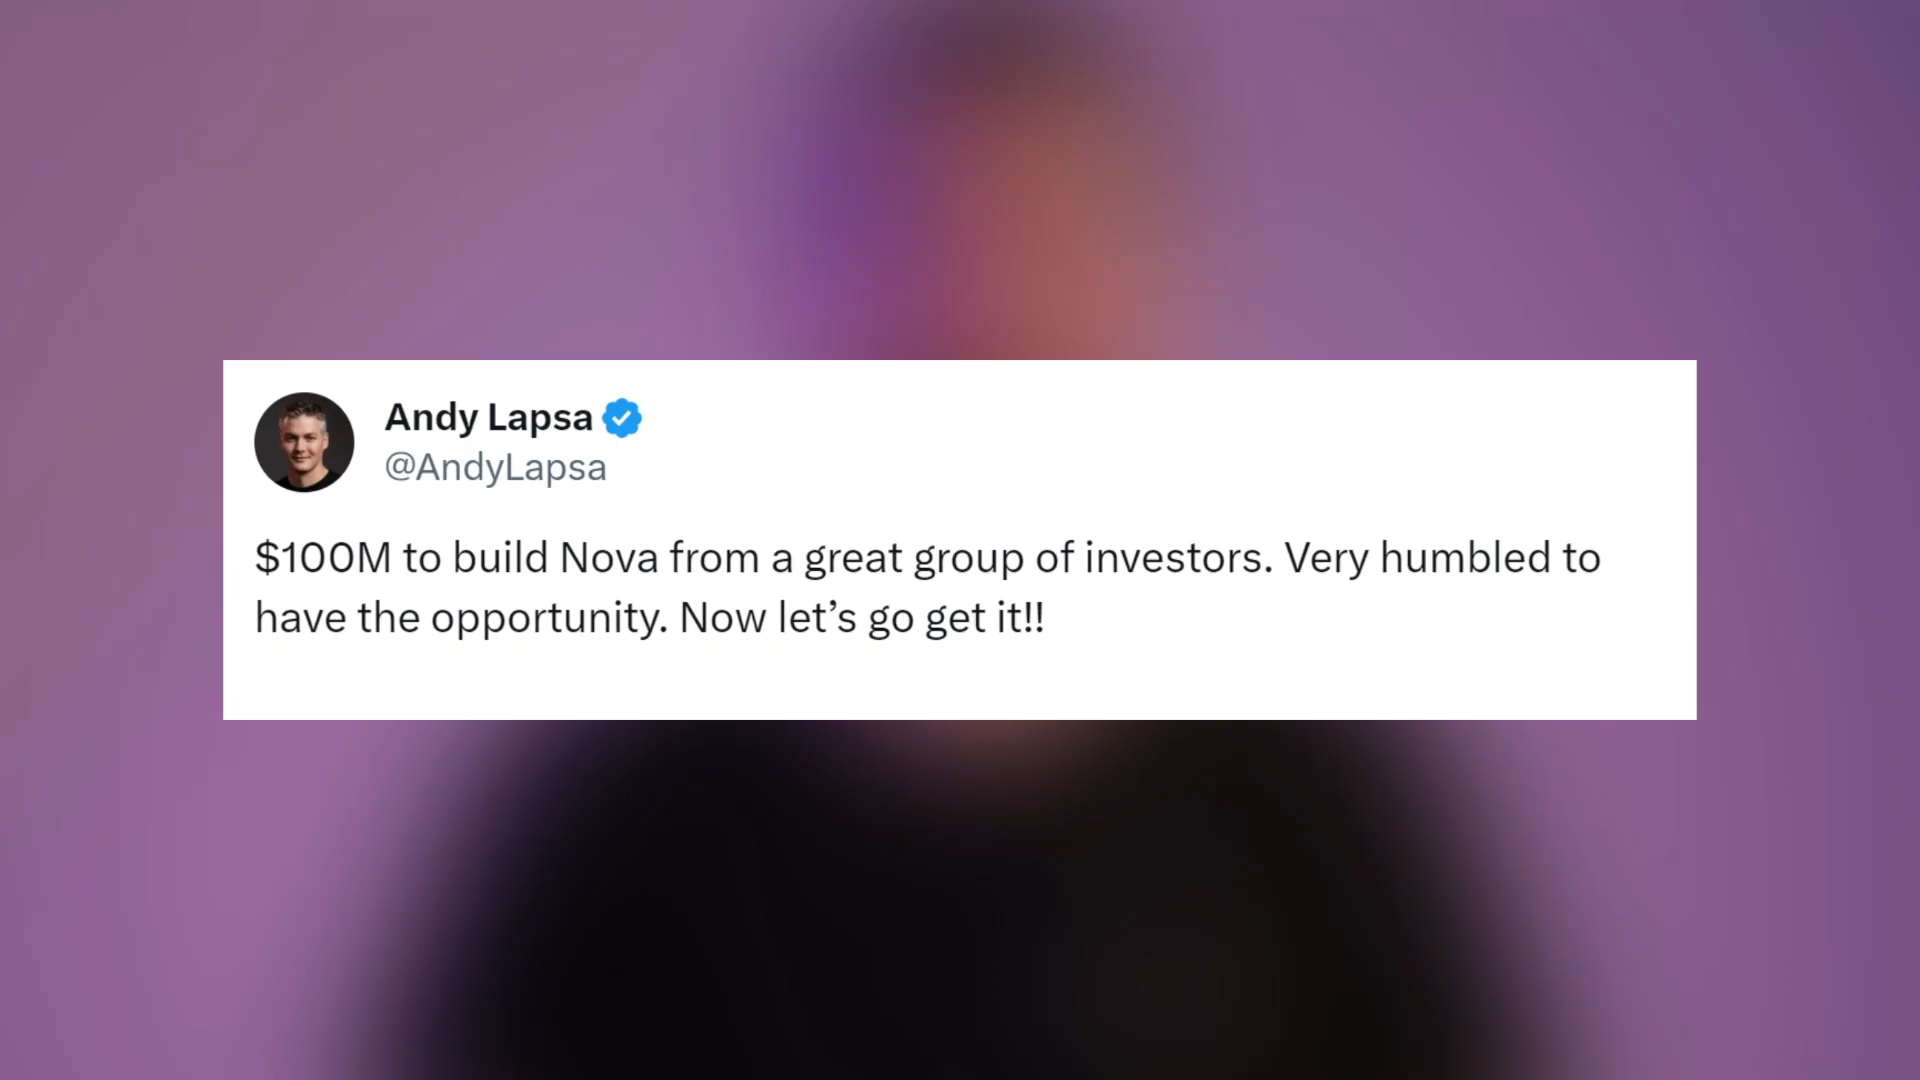 Andy Lapsa
@AndyLapsa
$100M to build Nova from a great group of investors. Very humbled to
have the opportunity. Now let’s go get it!!